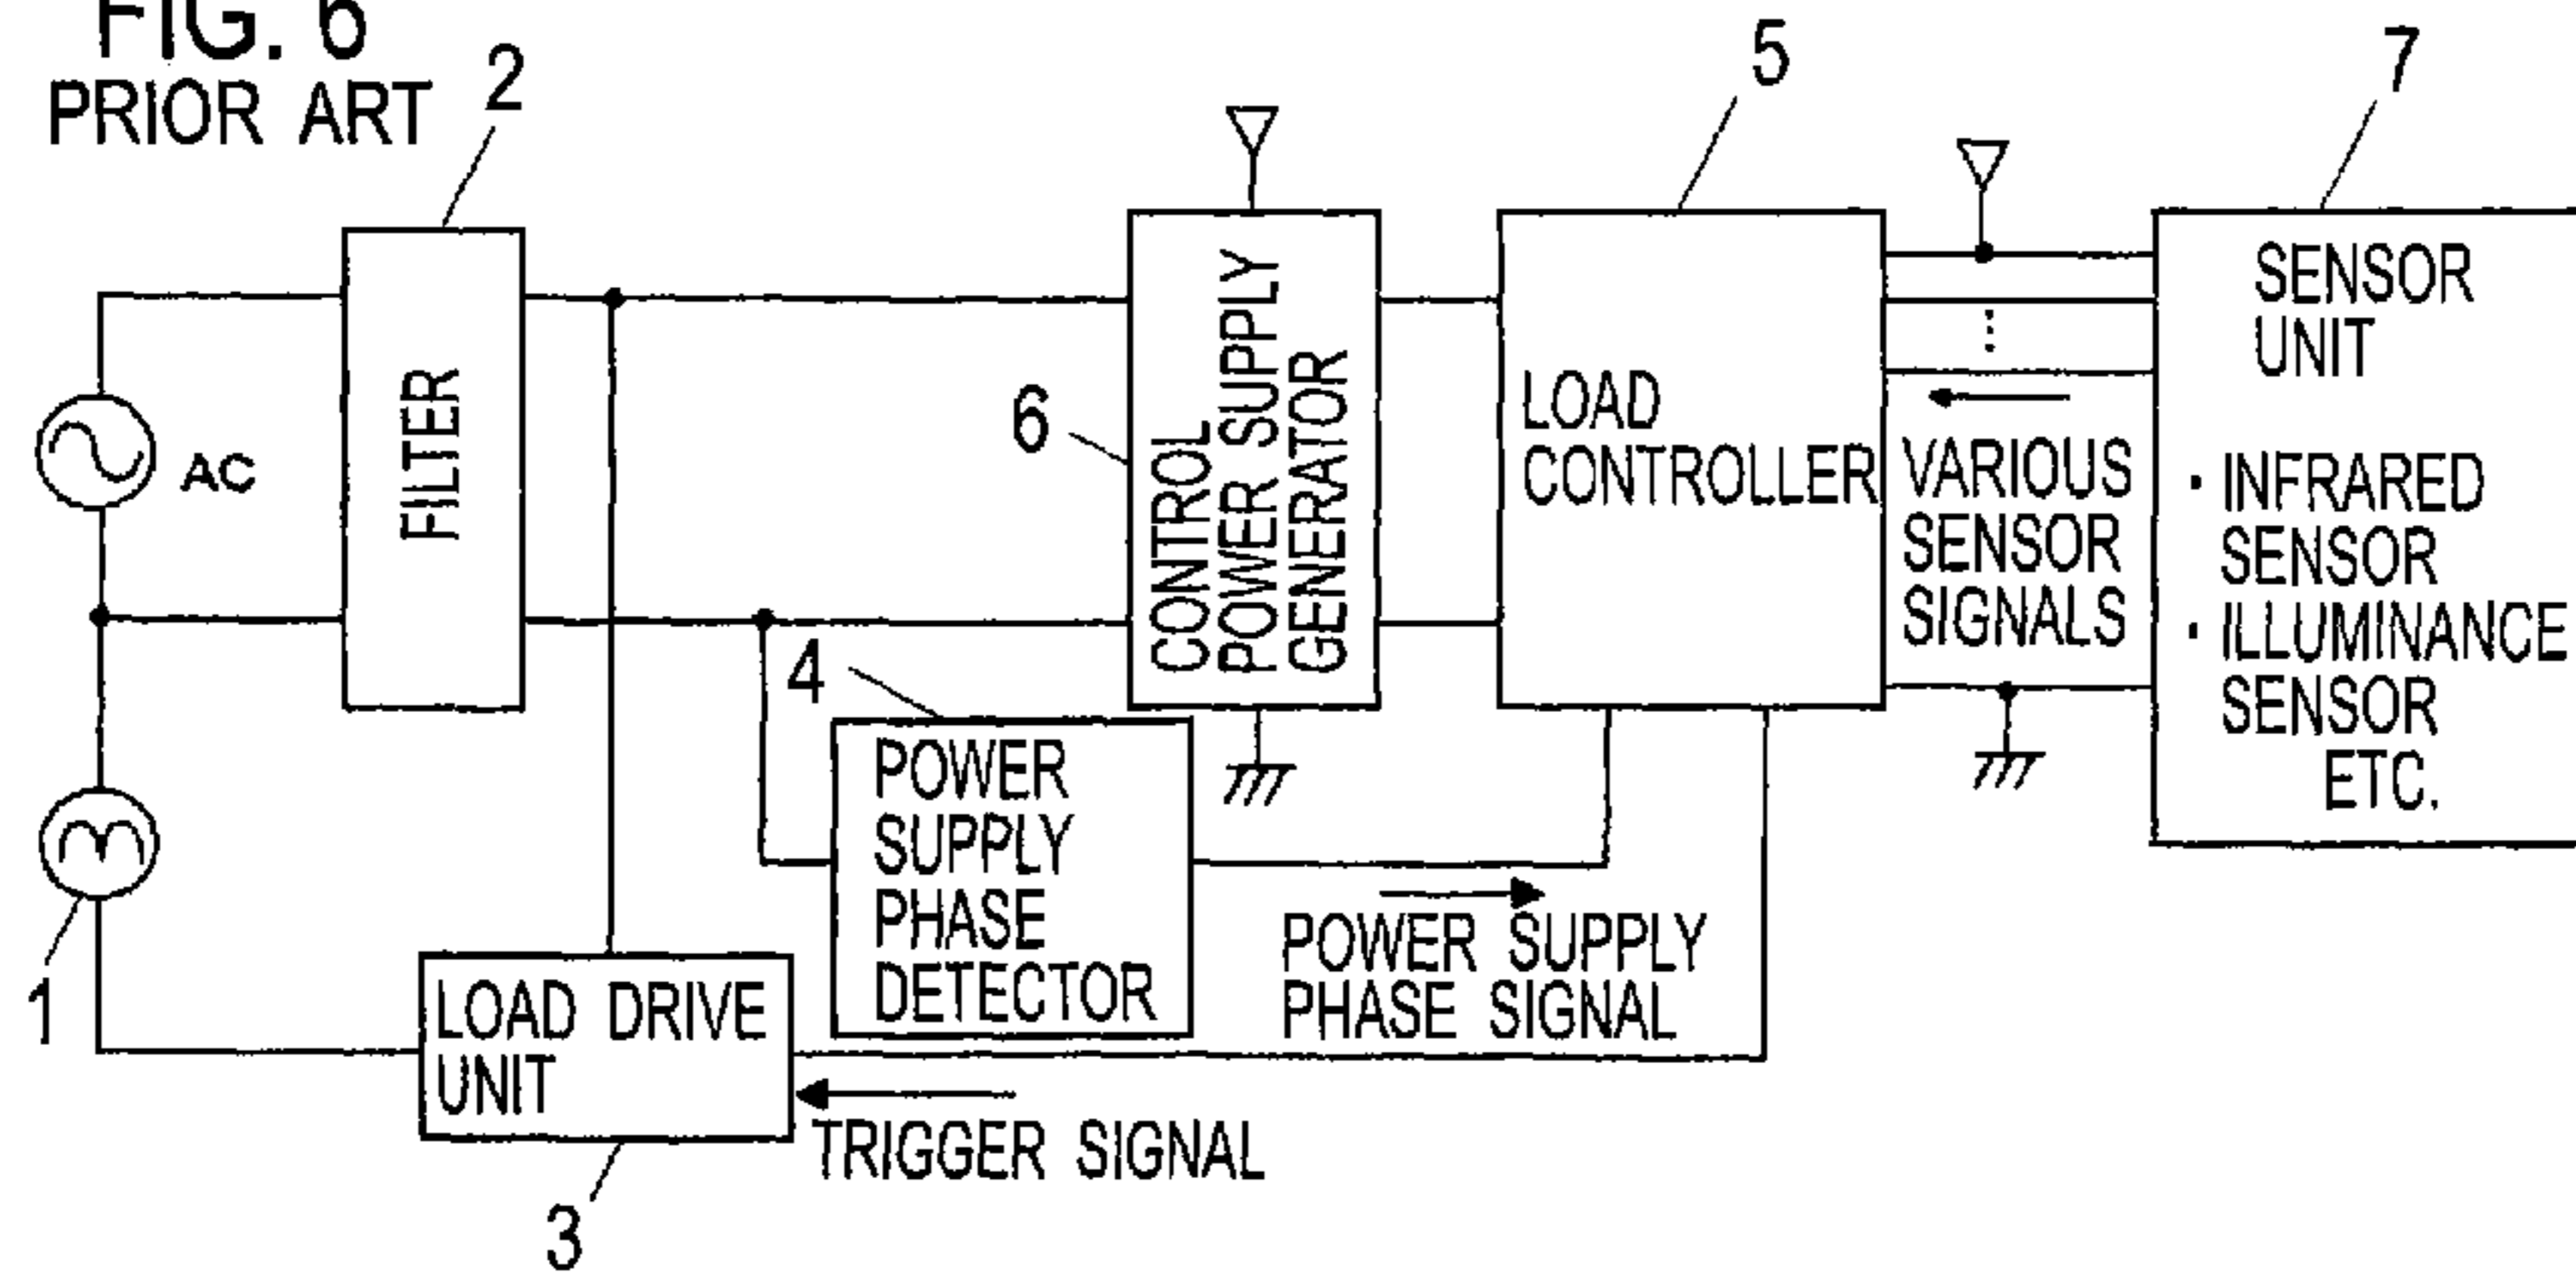 FIG. 6
PRIOR ART
2
5
7
FILTER
AC
6
CONTROL
POWER SUPPLY
GENERATOR
LOAD
CONTROLLER
VARIOUS
SENSOR
SIGNALS
SENSOR
UNIT
· INFRARED
SENSOR
· ILLUMINANCE
SENSOR
ETC.
4
POWER
SUPPLY
PHASE
DETECTOR
POWER SUPPLY
PHASE SIGNAL
1
LOAD DRIVE
UNIT
TRIGGER SIGNAL
3